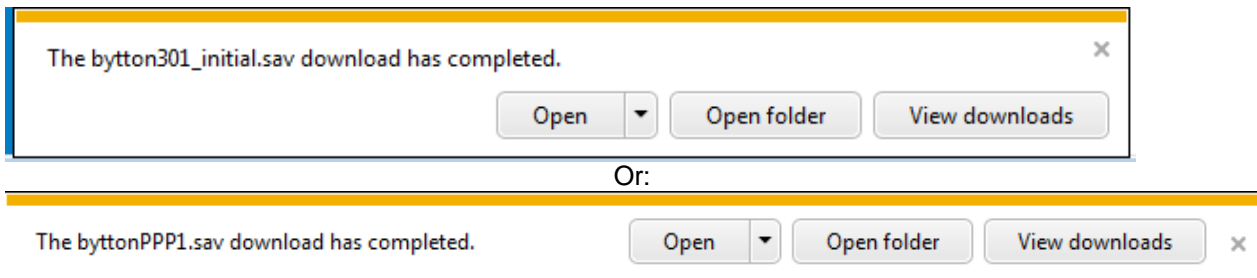 The bytton301_initial.sav download has completed.
Open Open folder View downloads
Or:
The byttonPPP1.sav download has completed. Open Open folder View downloads